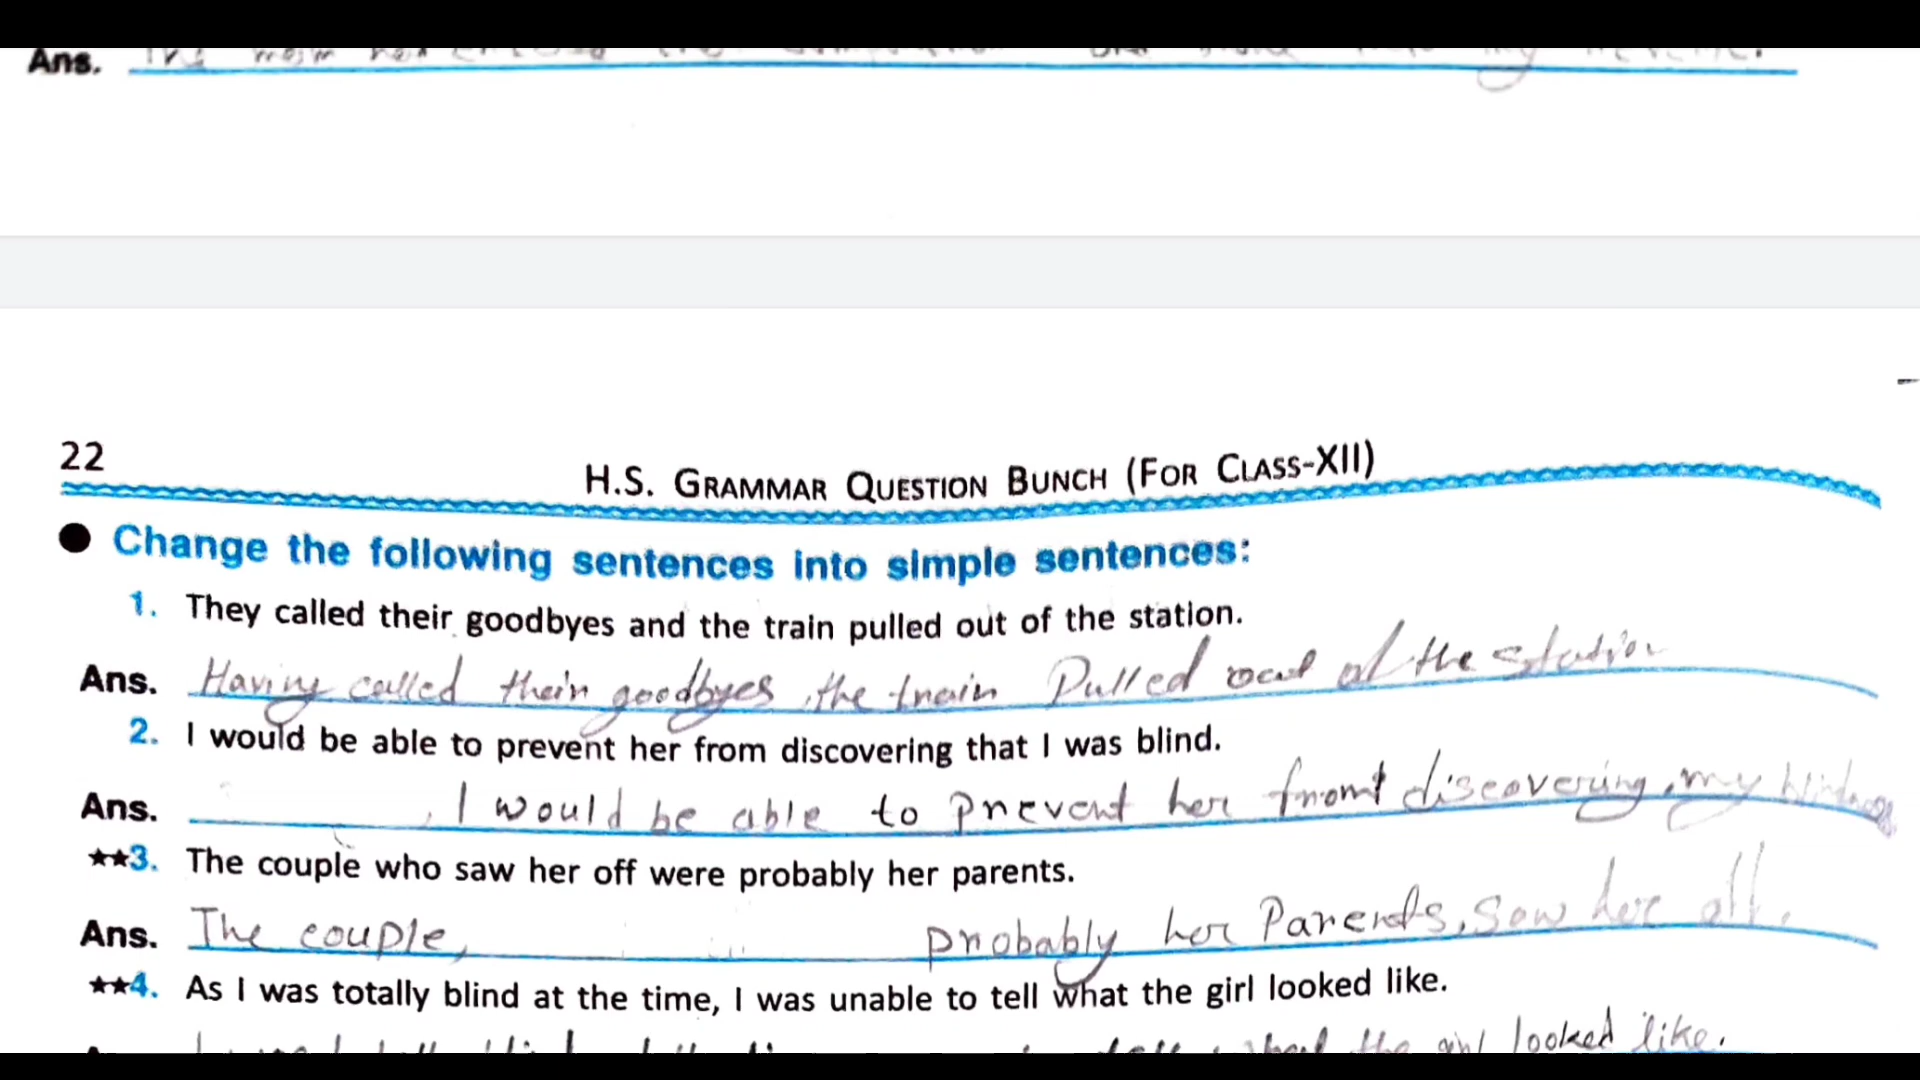 Ans.
22
H.S. GRAMMAR QUESTION BUNCH (FOR CLASS-XII)
● Change the following sentences into simple sentences:
1. They called their goodbyes and the train pulled out of the station.
Ans. Having called their goodbyes, the train Pulled out of the station
2. I would be able to prevent her from discovering that I was blind.
Ans. I would be able to prevent her from discovering my blindness
★★3. The couple who saw her off were probably her parents.
Ans. The couple, probably her Parents, saw her off.
★★4. As I was totally blind at the time, I was unable to tell what the girl looked like.
the girl looked like.